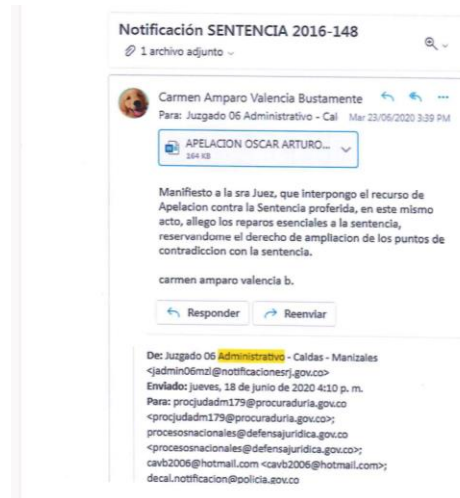 Notificación SENTENCIA 2016-148
1 archivo adjunto
Carmen Amparo Valencia Bustamente
Para: Juzgado 06 Administrativo - Cal Mar 23/06/2020 3:39 PM
APELACION OSCAR ARTURO...
164 KB
Manifiesto a la sra Juez, que interpongo el recurso de
Apelacion contra la Sentencia proferida, en este mismo
acto, allego los reparos esenciales a la sentencia,
reservandome el derecho de ampliacion de los puntos de
contradiccion con la sentencia.
carmen amparo valencia b.
Responder Reenviar
De: Juzgado 06 Administrativo - Caldas - Manizales
<jadmin06mzl@notificacionesrj.gov.co>
Enviado: jueves, 18 de junio de 2020 4:10 p. m.
Para: procjudadm179@procuraduria.gov.co
<procjudadm179@procuraduria.gov.co>;
procesosnacionales@defensajuridica.gov.co
<procesosnacionales@defensajuridica.gov.co>;
cavb2006@hotmail.com <cavb2006@hotmail.com>;
decal.notificacion@policia.gov.co